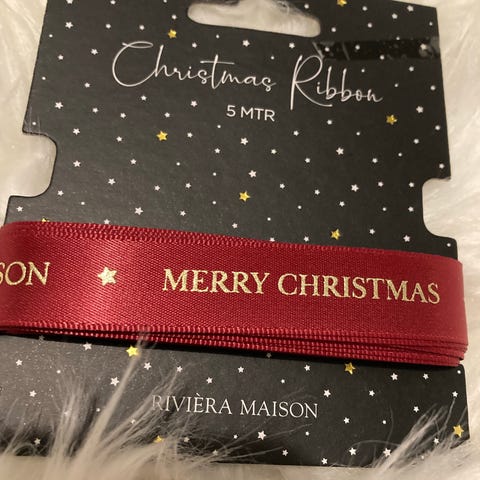 Christmas Ribbon
5 MTR
SON ★ MERRY CHRISTMAS
RIVIÈRA MAISON